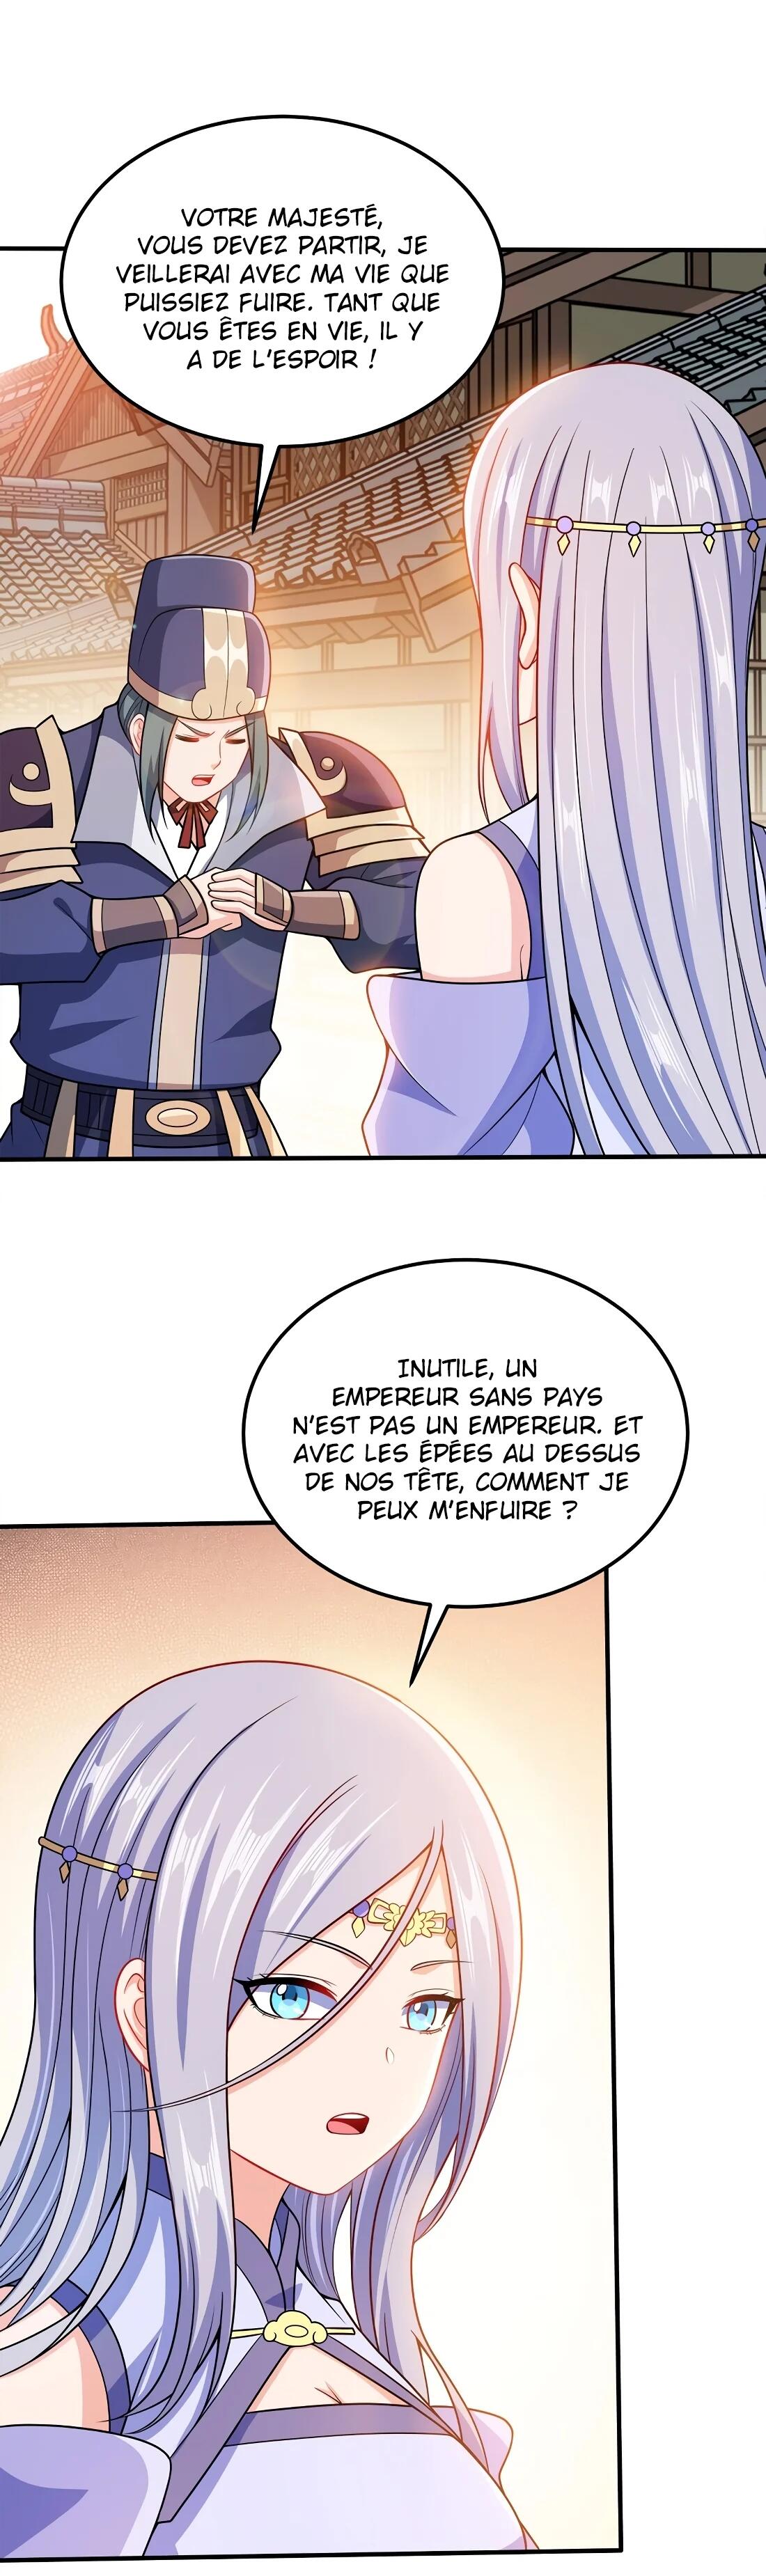 VOTRE MAJESTÉ,
VOUS DEVEZ PARTIR, JE
VEILLERAI AVEC MA VIE QUE
PUISSIEZ FUIRE. TANT QUE
VOUS ÊTES EN VIE, IL Y
A DE L'ESPOIR !
INUTILE, UN
EMPEREUR SANS PAYS
N'EST PAS UN EMPEREUR. ET
AVEC LES ÉPÉES AU DESSUS
DE NOS TÊTE, COMMENT JE
PEUX M'ENFUIRE ?